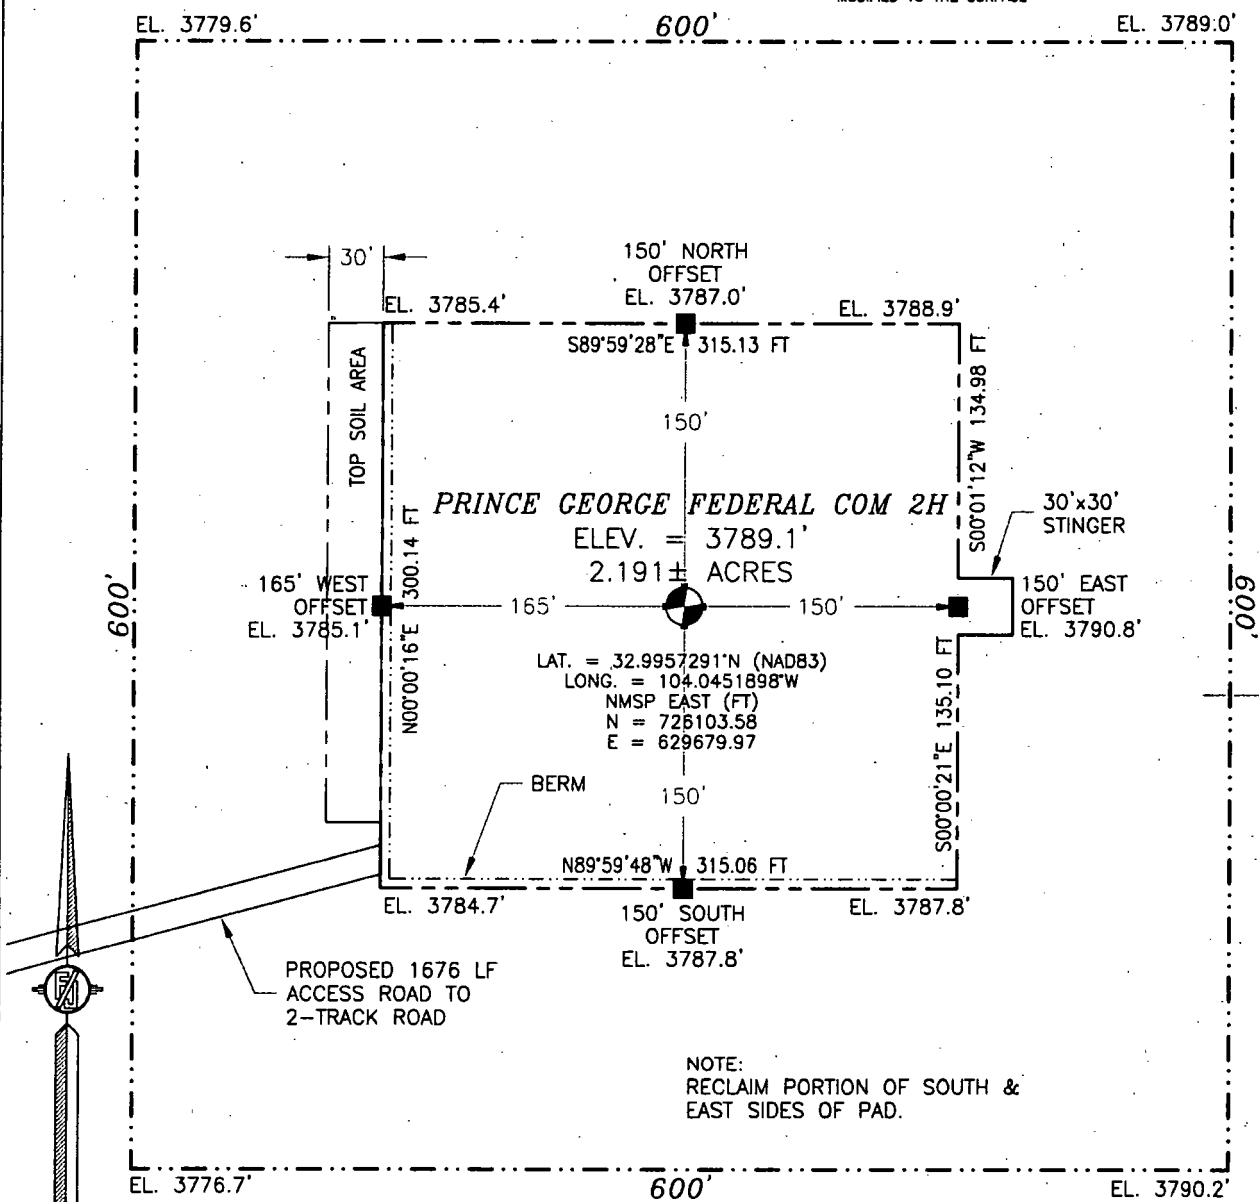 MODIFIED TO THE SURFACE
EL. 3779.6'
600'
EL. 3789.0'
30'
150' NORTH
OFFSET
EL. 3787.0'
EL. 3785.4'
EL. 3788.9'
S89°59'28"E 315.13 FT
TOP SOIL AREA
150'
S00°01'12"W 134.98 FT
PRINCE GEORGE FEDERAL COM 2H
ELEV. = 3789.1'
2.191± ACRES
30'x30'
STINGER
600'
165' WEST
OFFSET
EL. 3785.1'
N00°00'16"E 300.14 FT
165'
150'
150' EAST
OFFSET
EL. 3790.8'
600'
LAT. = 32.9957291°N (NAD83)
LONG. = 104.0451898°W
NMSP EAST (FT)
N = 726103.58
E = 629679.97
S00°00'21"E 135.10 FT
BERM
150'
N89°59'48"W 315.06 FT
EL. 3784.7'
150' SOUTH
OFFSET
EL. 3787.8'
EL. 3787.8'
PROPOSED 1676 LF
ACCESS ROAD TO
2-TRACK ROAD
NOTE:
RECLAIM PORTION OF SOUTH &
EAST SIDES OF PAD.
EL. 3776.7'
600'
EL. 3790.2'